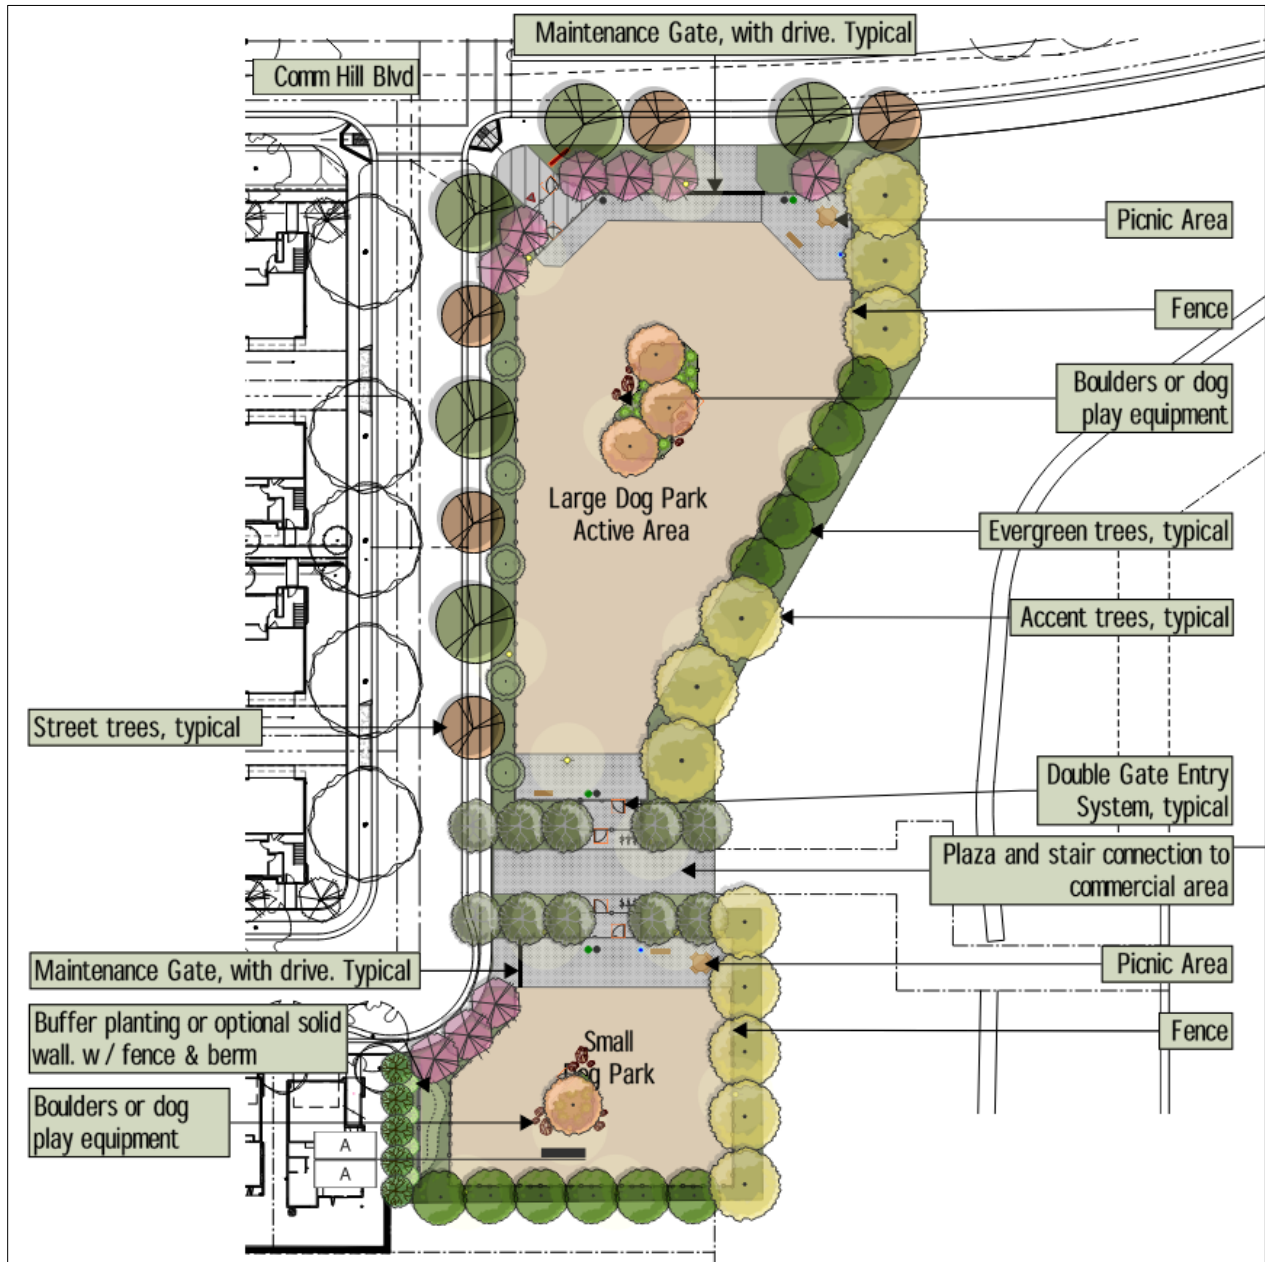 Maintenance Gate, with drive. Typical
Comm Hill Blvd
Picnic Area
Fence
Boulders or dog
play equipment
Large Dog Park
Active Area
Evergreen trees, typical
Accent trees, typical
Street trees, typical
Double Gate Entry
System, typical
Plaza and stair connection to
commercial area
Maintenance Gate, with drive. Typical
Picnic Area
Buffer planting or optional solid
wall. w/ fence & berm
Fence
Small
Dog Park
Boulders or dog
play equipment
A
A